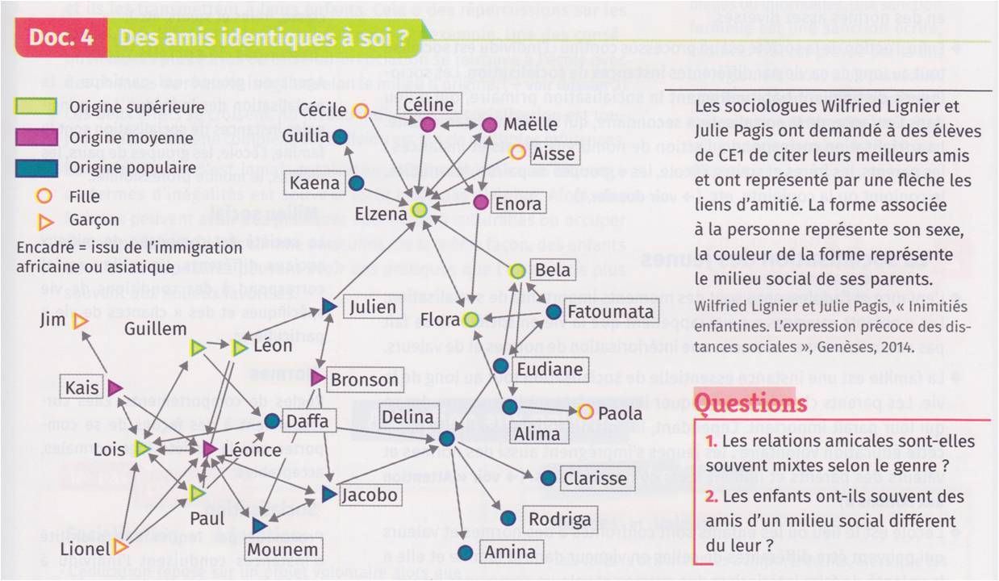 Doc. 4 Des amis identiques à soi ?
Origine supérieure
Origine moyenne
Origine populaire
Fille
Garçon
Encadré = issu de l'immigration
africaine ou asiatique
Cécile
Céline
Maëlle
Guilia
Aisse
Kaena
Elzena
Enora
Bela
Julien
Fatoumata
Jim
Guillem
Flora
Léon
Eudiane
Kais
Bronson
Daffa
Delina
Paola
Alima
Lois
Léonce
Clarisse
Jacobo
Paul
Rodriga
Lionel
Mounem
Amina
Les sociologues Wilfried Lignier et
Julie Pagis ont demandé à des élèves
de CE1 de citer leurs meilleurs amis
et ont représenté par une flèche les
liens d'amitié. La forme associée
à la personne représente son sexe,
la couleur de la forme représente
le milieu social de ses parents.
Wilfried Lignier et Julie Pagis, « Inimitiés
enfantines. L'expression précoce des dis-
tances sociales », Genèses, 2014.
Questions
1. Les relations amicales sont-elles
souvent mixtes selon le genre ?
2. Les enfants ont-ils souvent des
amis d'un milieu social différent
du leur ?